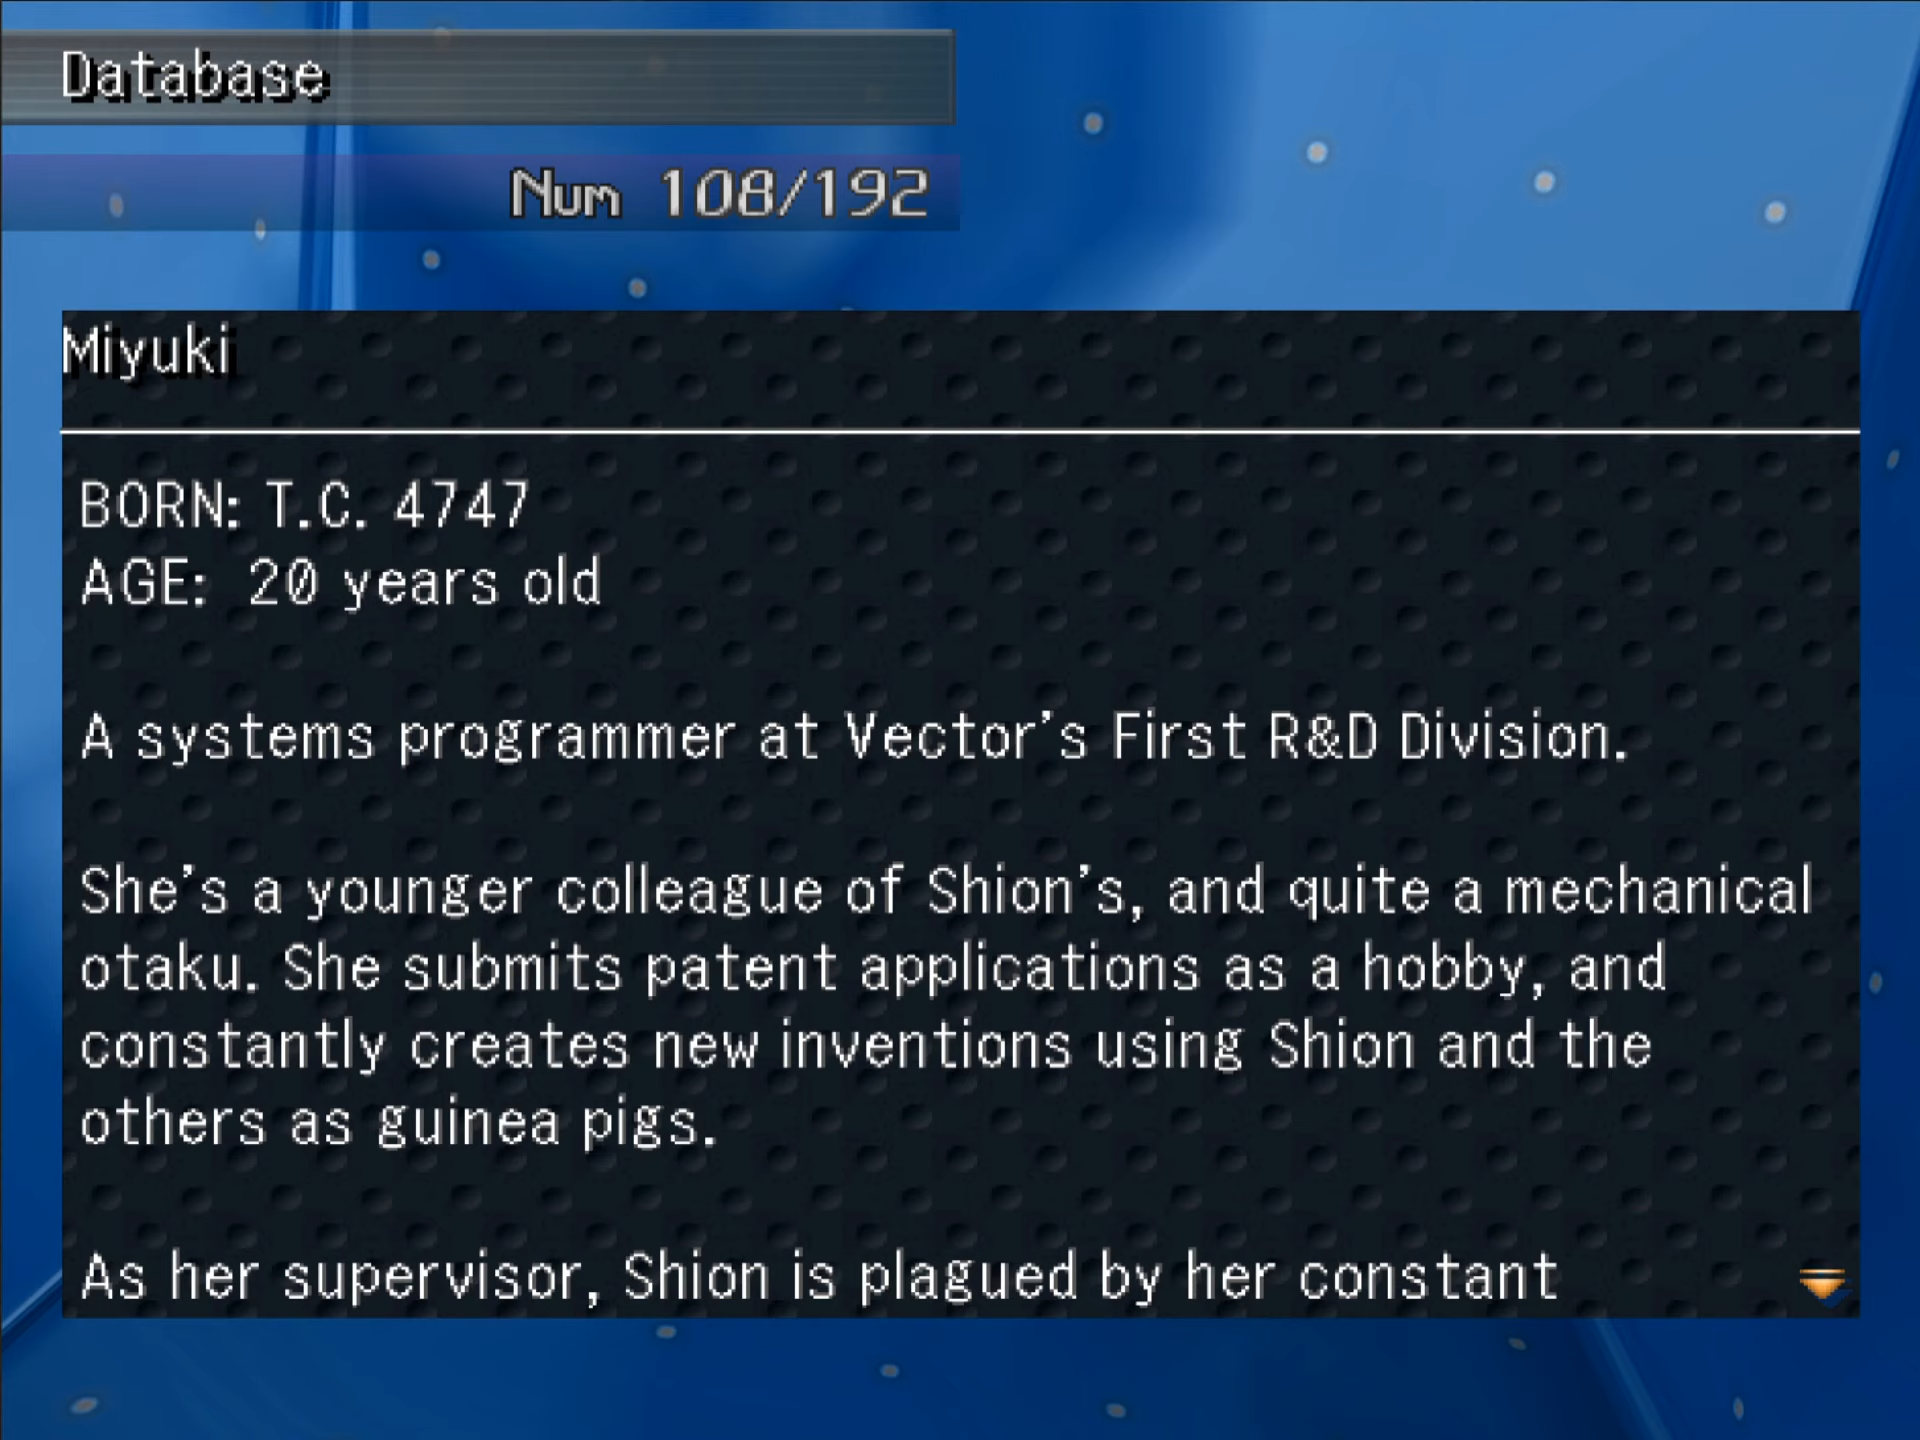 Database
Num 108/192
Miyuki
BORN: T.C. 4747
AGE: 20 years old
A systems programmer at Vector's First R&D Division.
She's a younger colleague of Shion's, and quite a mechanical
otaku. She submits patent applications as a hobby, and
constantly creates new inventions using Shion and the
others as guinea pigs.
As her supervisor, Shion is plagued by her constant